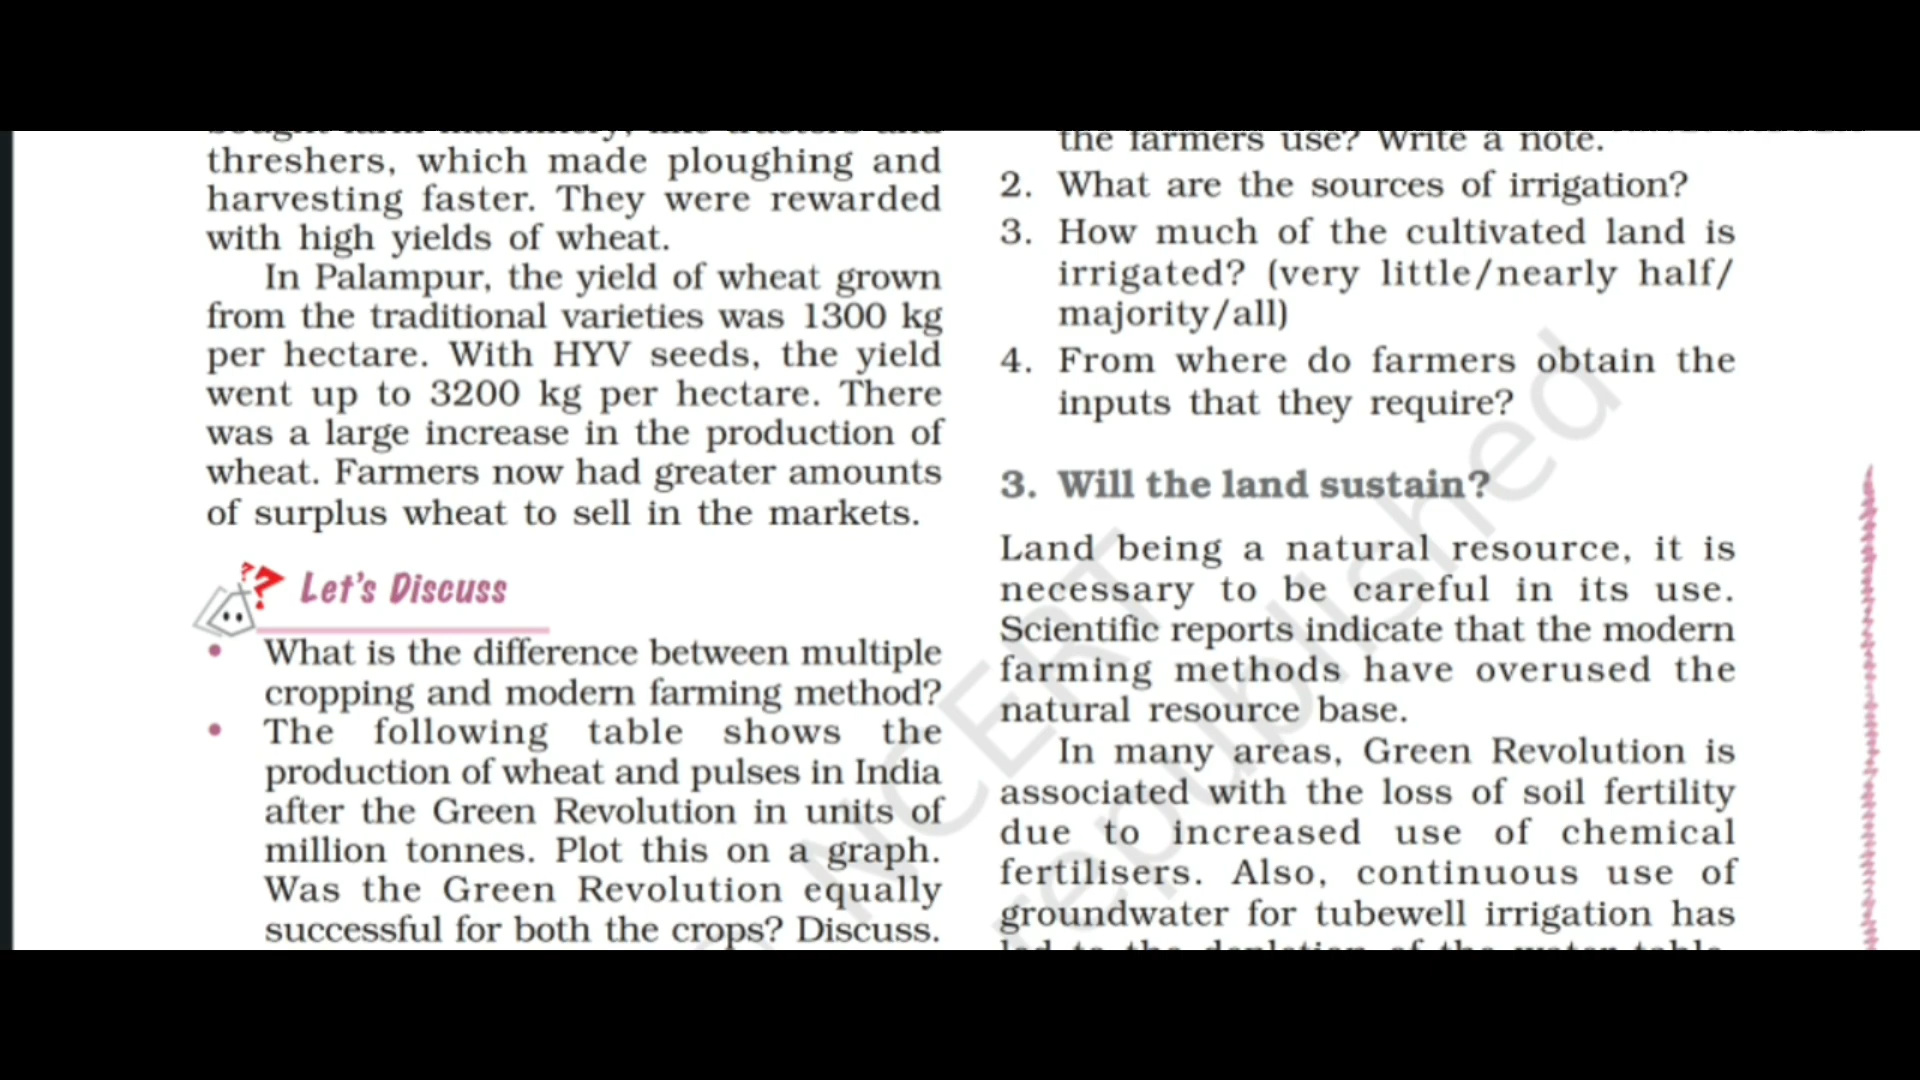 threshers, which made ploughing and
harvesting faster. They were rewarded
with high yields of wheat.
In Palampur, the yield of wheat grown
from the traditional varieties was 1300 kg
per hectare. With HYV seeds, the yield
went up to 3200 kg per hectare. There
was a large increase in the production of
wheat. Farmers now had greater amounts
of surplus wheat to sell in the markets.
??
Let's Discuss
• What is the difference between multiple
cropping and modern farming method?
• The following table shows the
production of wheat and pulses in India
after the Green Revolution in units of
million tonnes. Plot this on a graph.
Was the Green Revolution equally
successful for both the crops? Discuss.
the farmers use? Write a note.
2. What are the sources of irrigation?
3. How much of the cultivated land is
irrigated? (very little/nearly half/
majority/all)
4. From where do farmers obtain the
inputs that they require?
3. Will the land sustain?
Land being a natural resource, it is
necessary to be careful in its use.
Scientific reports indicate that the modern
farming methods have overused the
natural resource base.
In many areas, Green Revolution is
associated with the loss of soil fertility
due to increased use of chemical
fertilisers. Also, continuous use of
groundwater for tubewell irrigation has
led to the depletion of the water table.
NCERT
republished